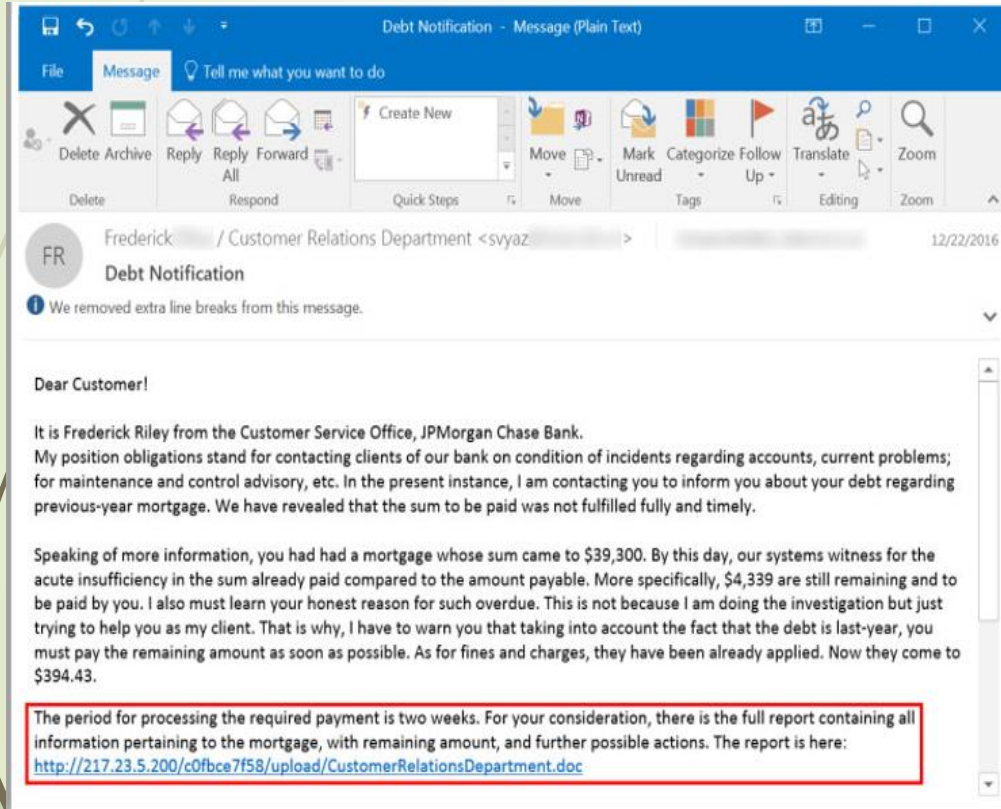 Debt Notification - Message (Plain Text)
File Message Tell me what you want to do
Delete Archive Reply Reply All Forward Create New Move Mark Unread Categorize Follow Up Translate Zoom
Delete Respond Quick Steps Move Tags Editing Zoom
FR
Frederick / Customer Relations Department <svyaz > 12/22/2016
Debt Notification
We removed extra line breaks from this message.
Dear Customer!
It is Frederick Riley from the Customer Service Office, JPMorgan Chase Bank.
My position obligations stand for contacting clients of our bank on condition of incidents regarding accounts, current problems;
for maintenance and control advisory, etc. In the present instance, I am contacting you to inform you about your debt regarding
previous-year mortgage. We have revealed that the sum to be paid was not fulfilled fully and timely.
Speaking of more information, you had had a mortgage whose sum came to $39,300. By this day, our systems witness for the
acute insufficiency in the sum already paid compared to the amount payable. More specifically, $4,339 are still remaining and to
be paid by you. I also must learn your honest reason for such overdue. This is not because I am doing the investigation but just
trying to help you as my client. That is why, I have to warn you that taking into account the fact that the debt is last-year, you
must pay the remaining amount as soon as possible. As for fines and charges, they have been already applied. Now they come to
$394.43.
The period for processing the required payment is two weeks. For your consideration, there is the full report containing all
information pertaining to the mortgage, with remaining amount, and further possible actions. The report is here:
http://217.23.5.200/c0fbce7f58/upload/CustomerRelationsDepartment.doc